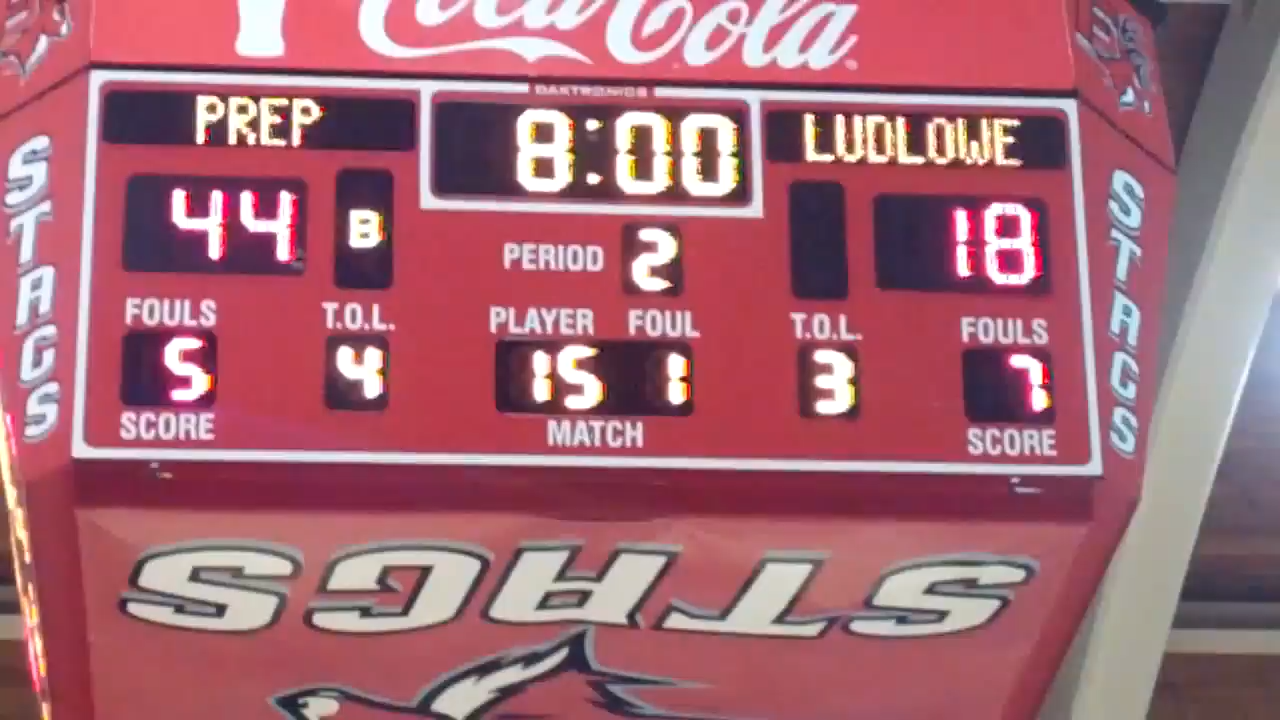 Coca-Cola
DAKTRONICS
PREP 8:00 LUDLOWE
44 B PERIOD 2 18
FOULS T.O.L. PLAYER FOUL T.O.L. FOULS
5 4 15 1 3 7
SCORE MATCH SCORE
STAGS
STAGS
STAGS